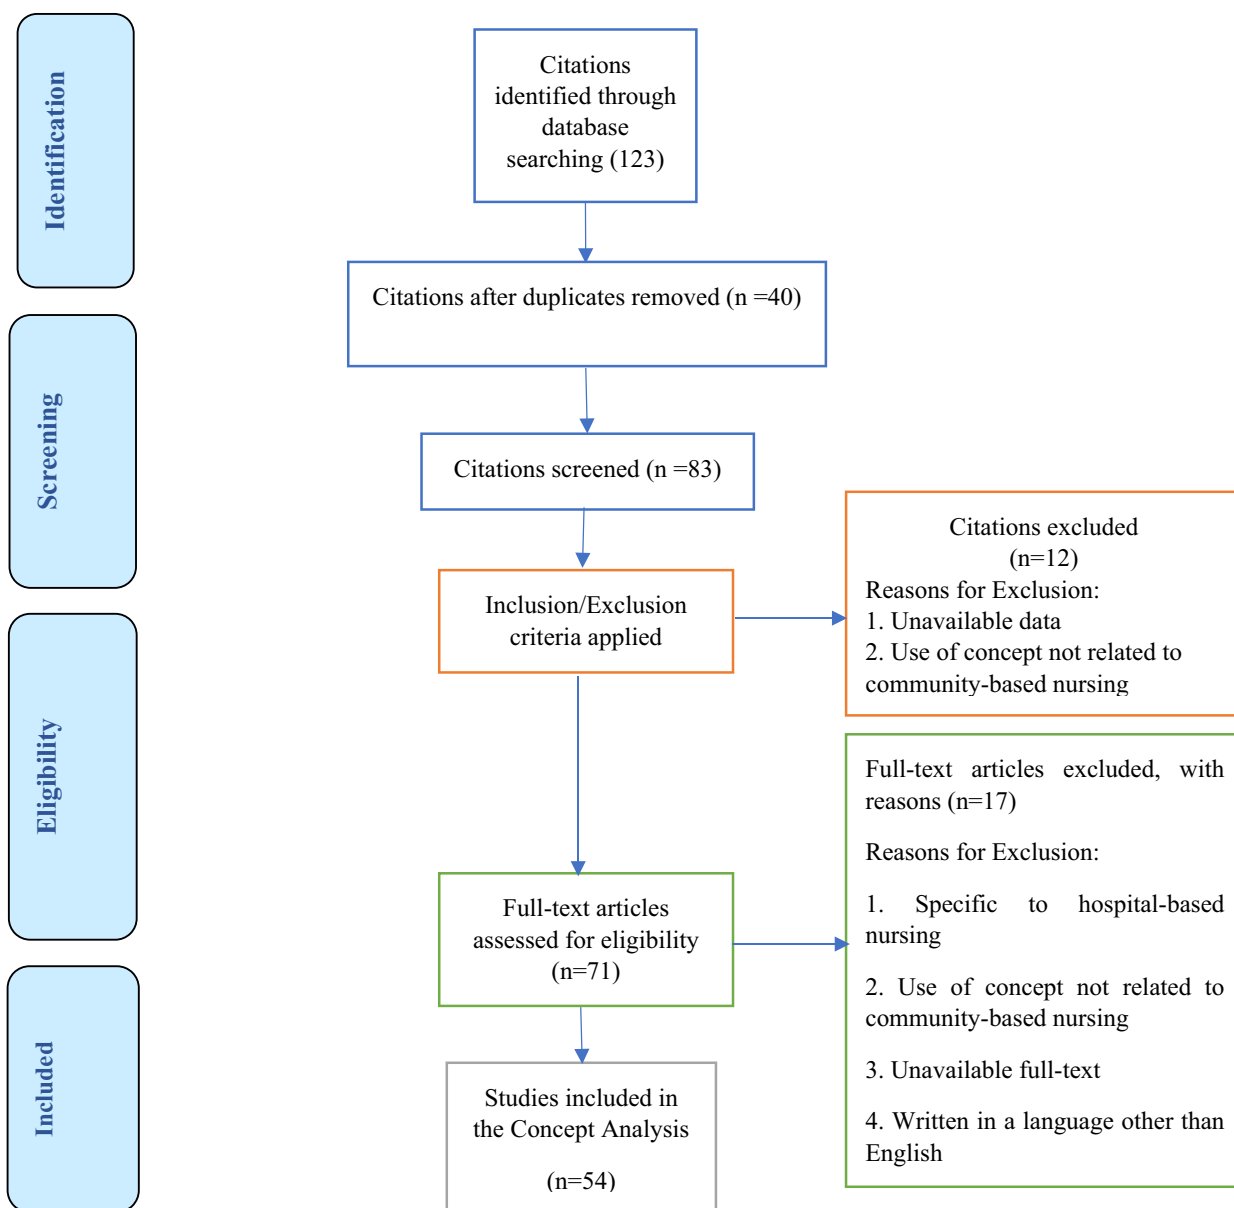 Identification
Citations
identified through
database
searching (123)
Citations after duplicates removed (n =40)
Screening
Citations screened (n =83)
Inclusion/Exclusion
criteria applied
Citations excluded
(n=12)
Reasons for Exclusion:
1. Unavailable data
2. Use of concept not related to
community-based nursing
Eligibility
Full-text articles
assessed for eligibility
(n=71)
Full-text articles excluded, with
reasons (n=17)
Reasons for Exclusion:
1. Specific to hospital-based
nursing
2. Use of concept not related to
community-based nursing
3. Unavailable full-text
4. Written in a language other than
English
Included
Studies included in
the Concept Analysis
(n=54)